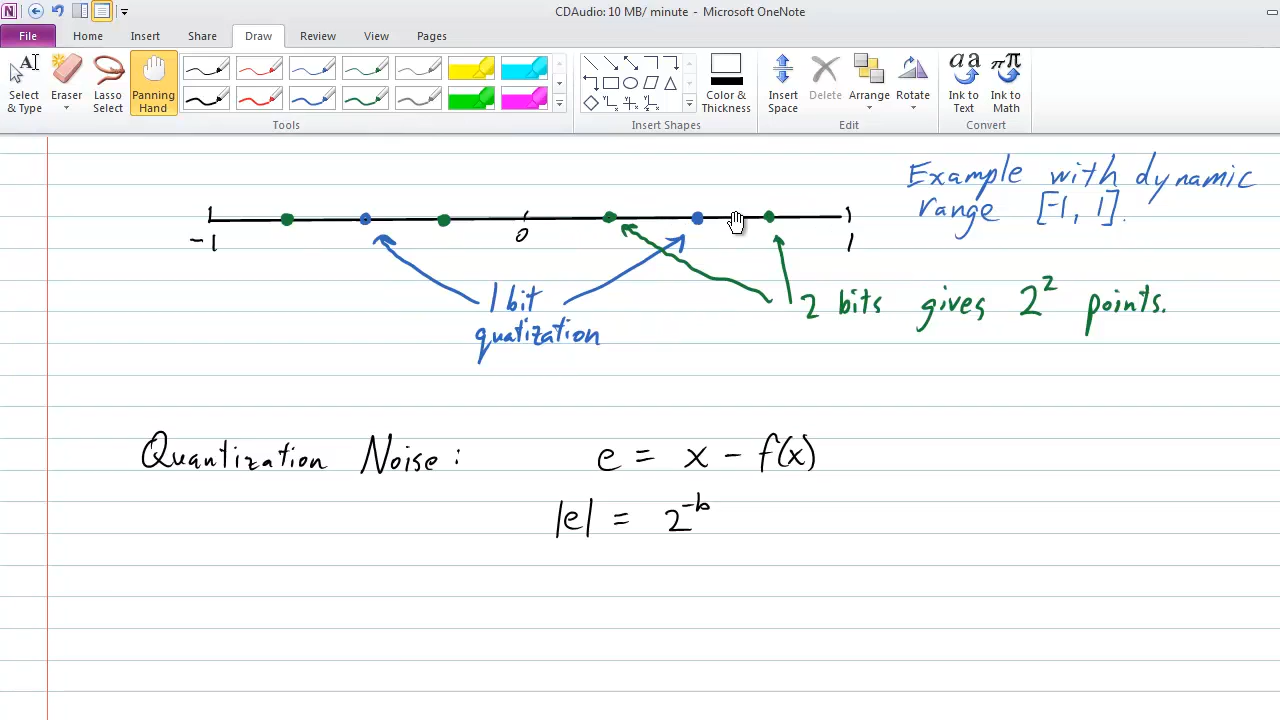 CDAudio: 10 MB/ minute - Microsoft OneNote
File Home Insert Share Draw Review View Pages
Select & Type Eraser Lasso Select Panning Hand Color & Thickness Insert Space Delete Arrange Rotate Ink to Text Ink to Math
Tools Insert Shapes Edit Convert
Example with dynamic
range [-1, 1].
-1 0 1
1 bit
quatization
2 bits gives 2² points.
Quantization Noise: e = x - f(x)
|e| = 2^-b